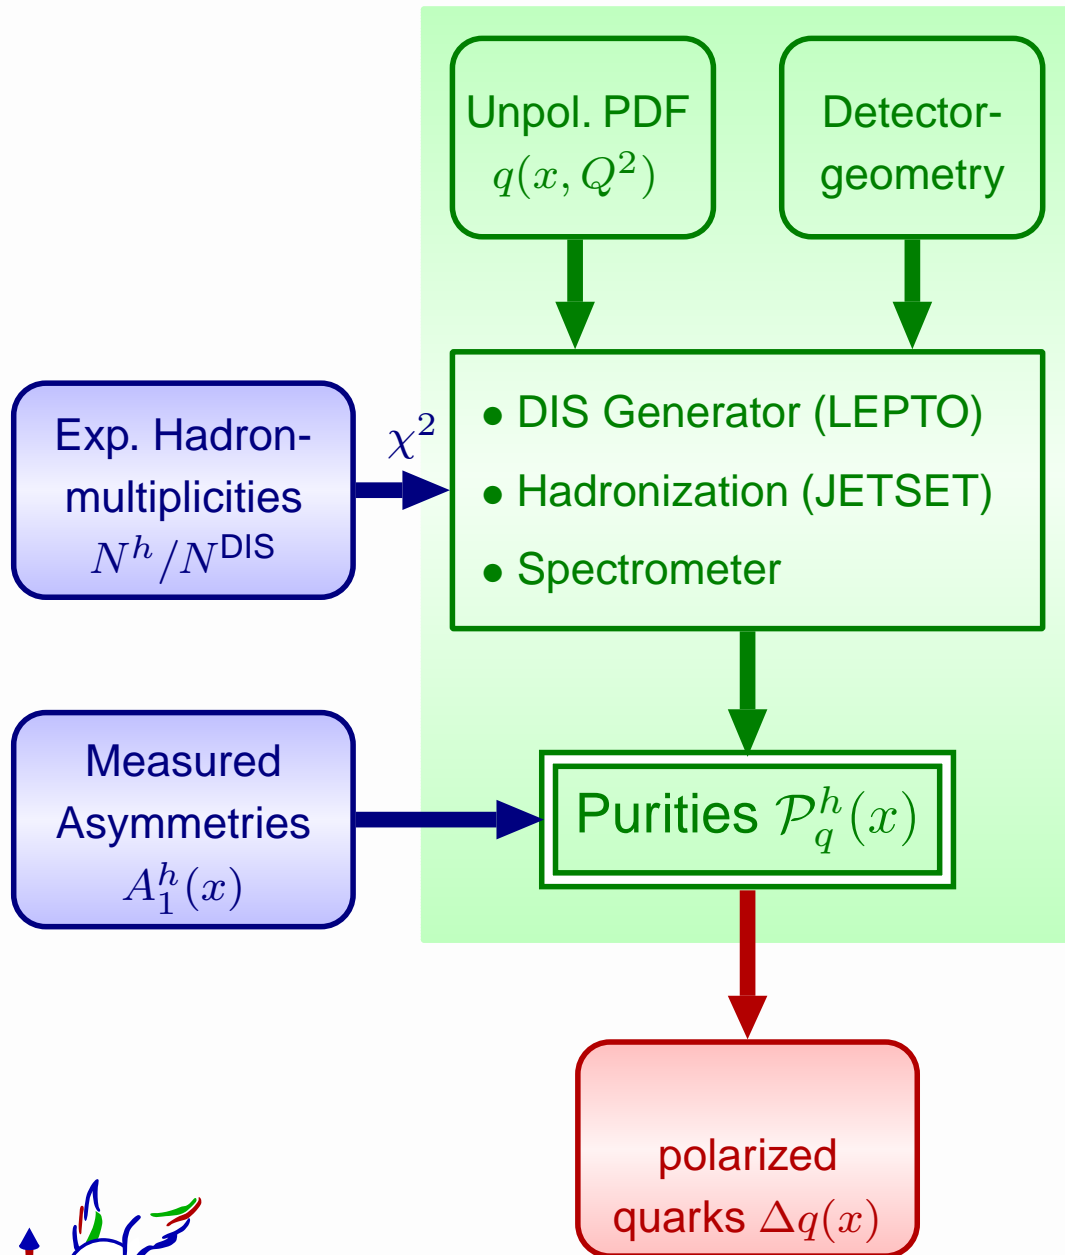 Unpol. PDF
q(x, Q²)
Detector-
geometry
Exp. Hadron-
multiplicities
N^h/N^DIS
χ²
• DIS Generator (LEPTO)
• Hadronization (JETSET)
• Spectrometer
Measured
Asymmetries
A_1^h(x)
Purities 𝒫_q^h(x)
polarized
quarks Δq(x)